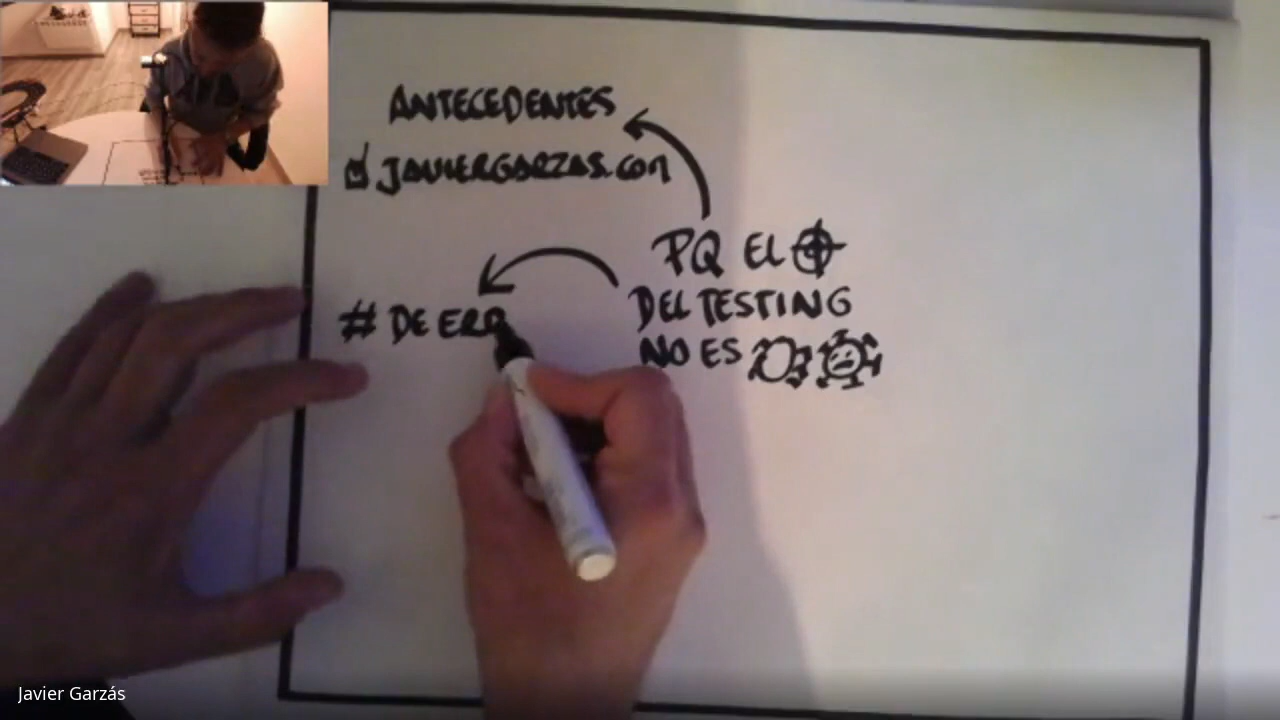 ANTECEDENTES
JAVIERGARZAS.com
PQ EL
DEL TESTING
NO ES
# DE ERR
Javier Garzás